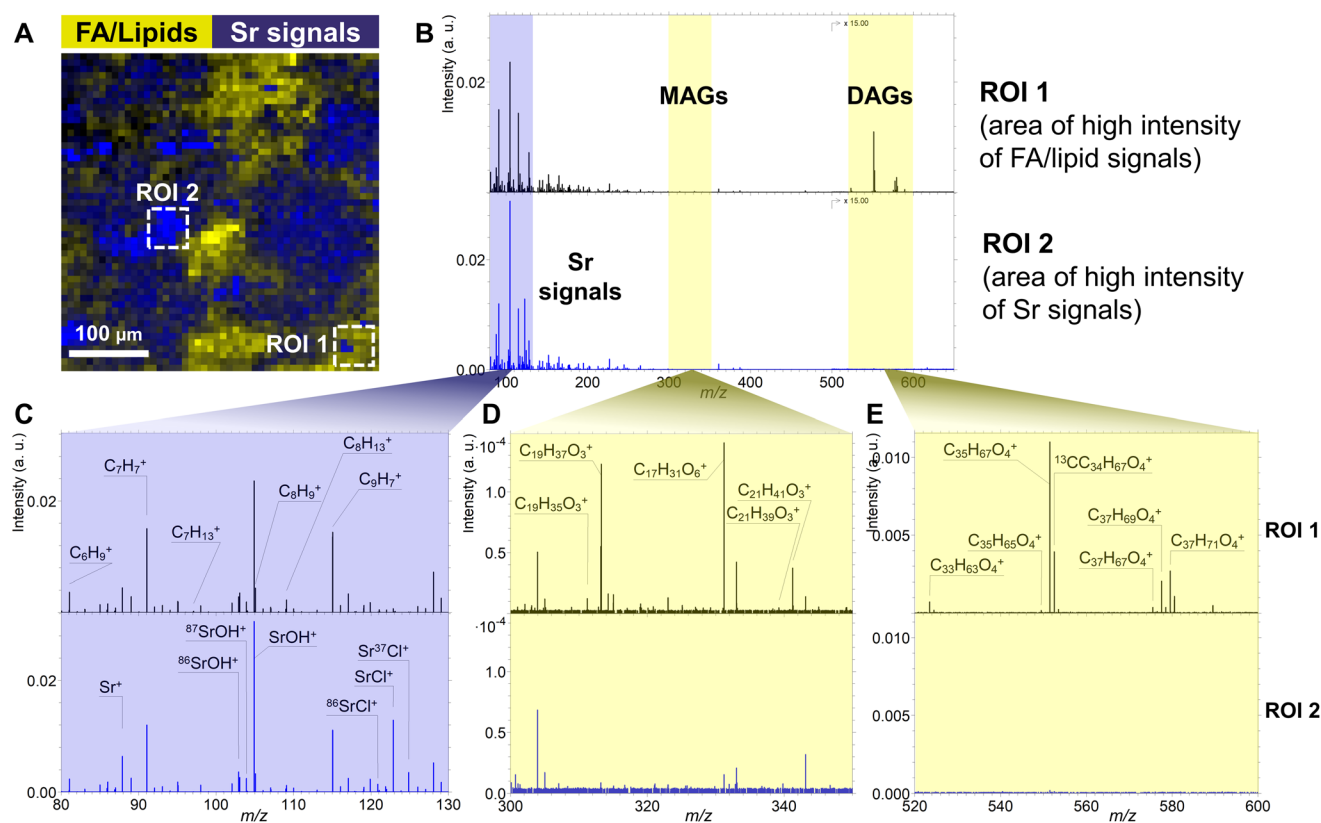 A
FA/Lipids
Sr signals
ROI 2
100 µm
ROI 1
B
Intensity (a. u.)
0.02
x 15.00
MAGs
DAGs
0.02
0.00
x 15.00
Sr
signals
100
200
300
400
500
600
m/z
ROI 1
(area of high intensity
of FA/lipid signals)
ROI 2
(area of high intensity
of Sr signals)
C
Intensity (a. u.)
0.02
C₆H₉⁺
C₇H₇⁺
C₇H₁₃⁺
C₈H₁₃⁺
C₈H₉⁺
C₉H₇⁺
0.02
0.00
Sr⁺
⁸⁷SrOH⁺
⁸⁶SrOH⁺
SrOH⁺
Sr³⁷Cl⁺
SrCl⁺
⁸⁶SrCl⁺
80
90
100
110
120
130
m/z
D
Intensity (a. u.)
·10⁻⁴
1.0
0.5
C₁₉H₃₇O₃⁺
C₁₉H₃₅O₃⁺
C₁₇H₃₁O₆⁺
C₂₁H₄₁O₃⁺
C₂₁H₃₉O₃⁺
·10⁻⁴
1.0
0.5
0.0
300
320
340
m/z
E
Intensity (a. u.)
0.010
0.005
C₃₅H₆₇O₄⁺
¹³CC₃₄H₆₇O₄⁺
C₃₇H₆₉O₄⁺
C₃₅H₆₅O₄⁺
C₃₇H₇₁O₄⁺
C₃₃H₆₃O₄⁺
C₃₇H₆₇O₄⁺
ROI 1
0.010
0.005
0.000
ROI 2
520
540
560
580
600
m/z